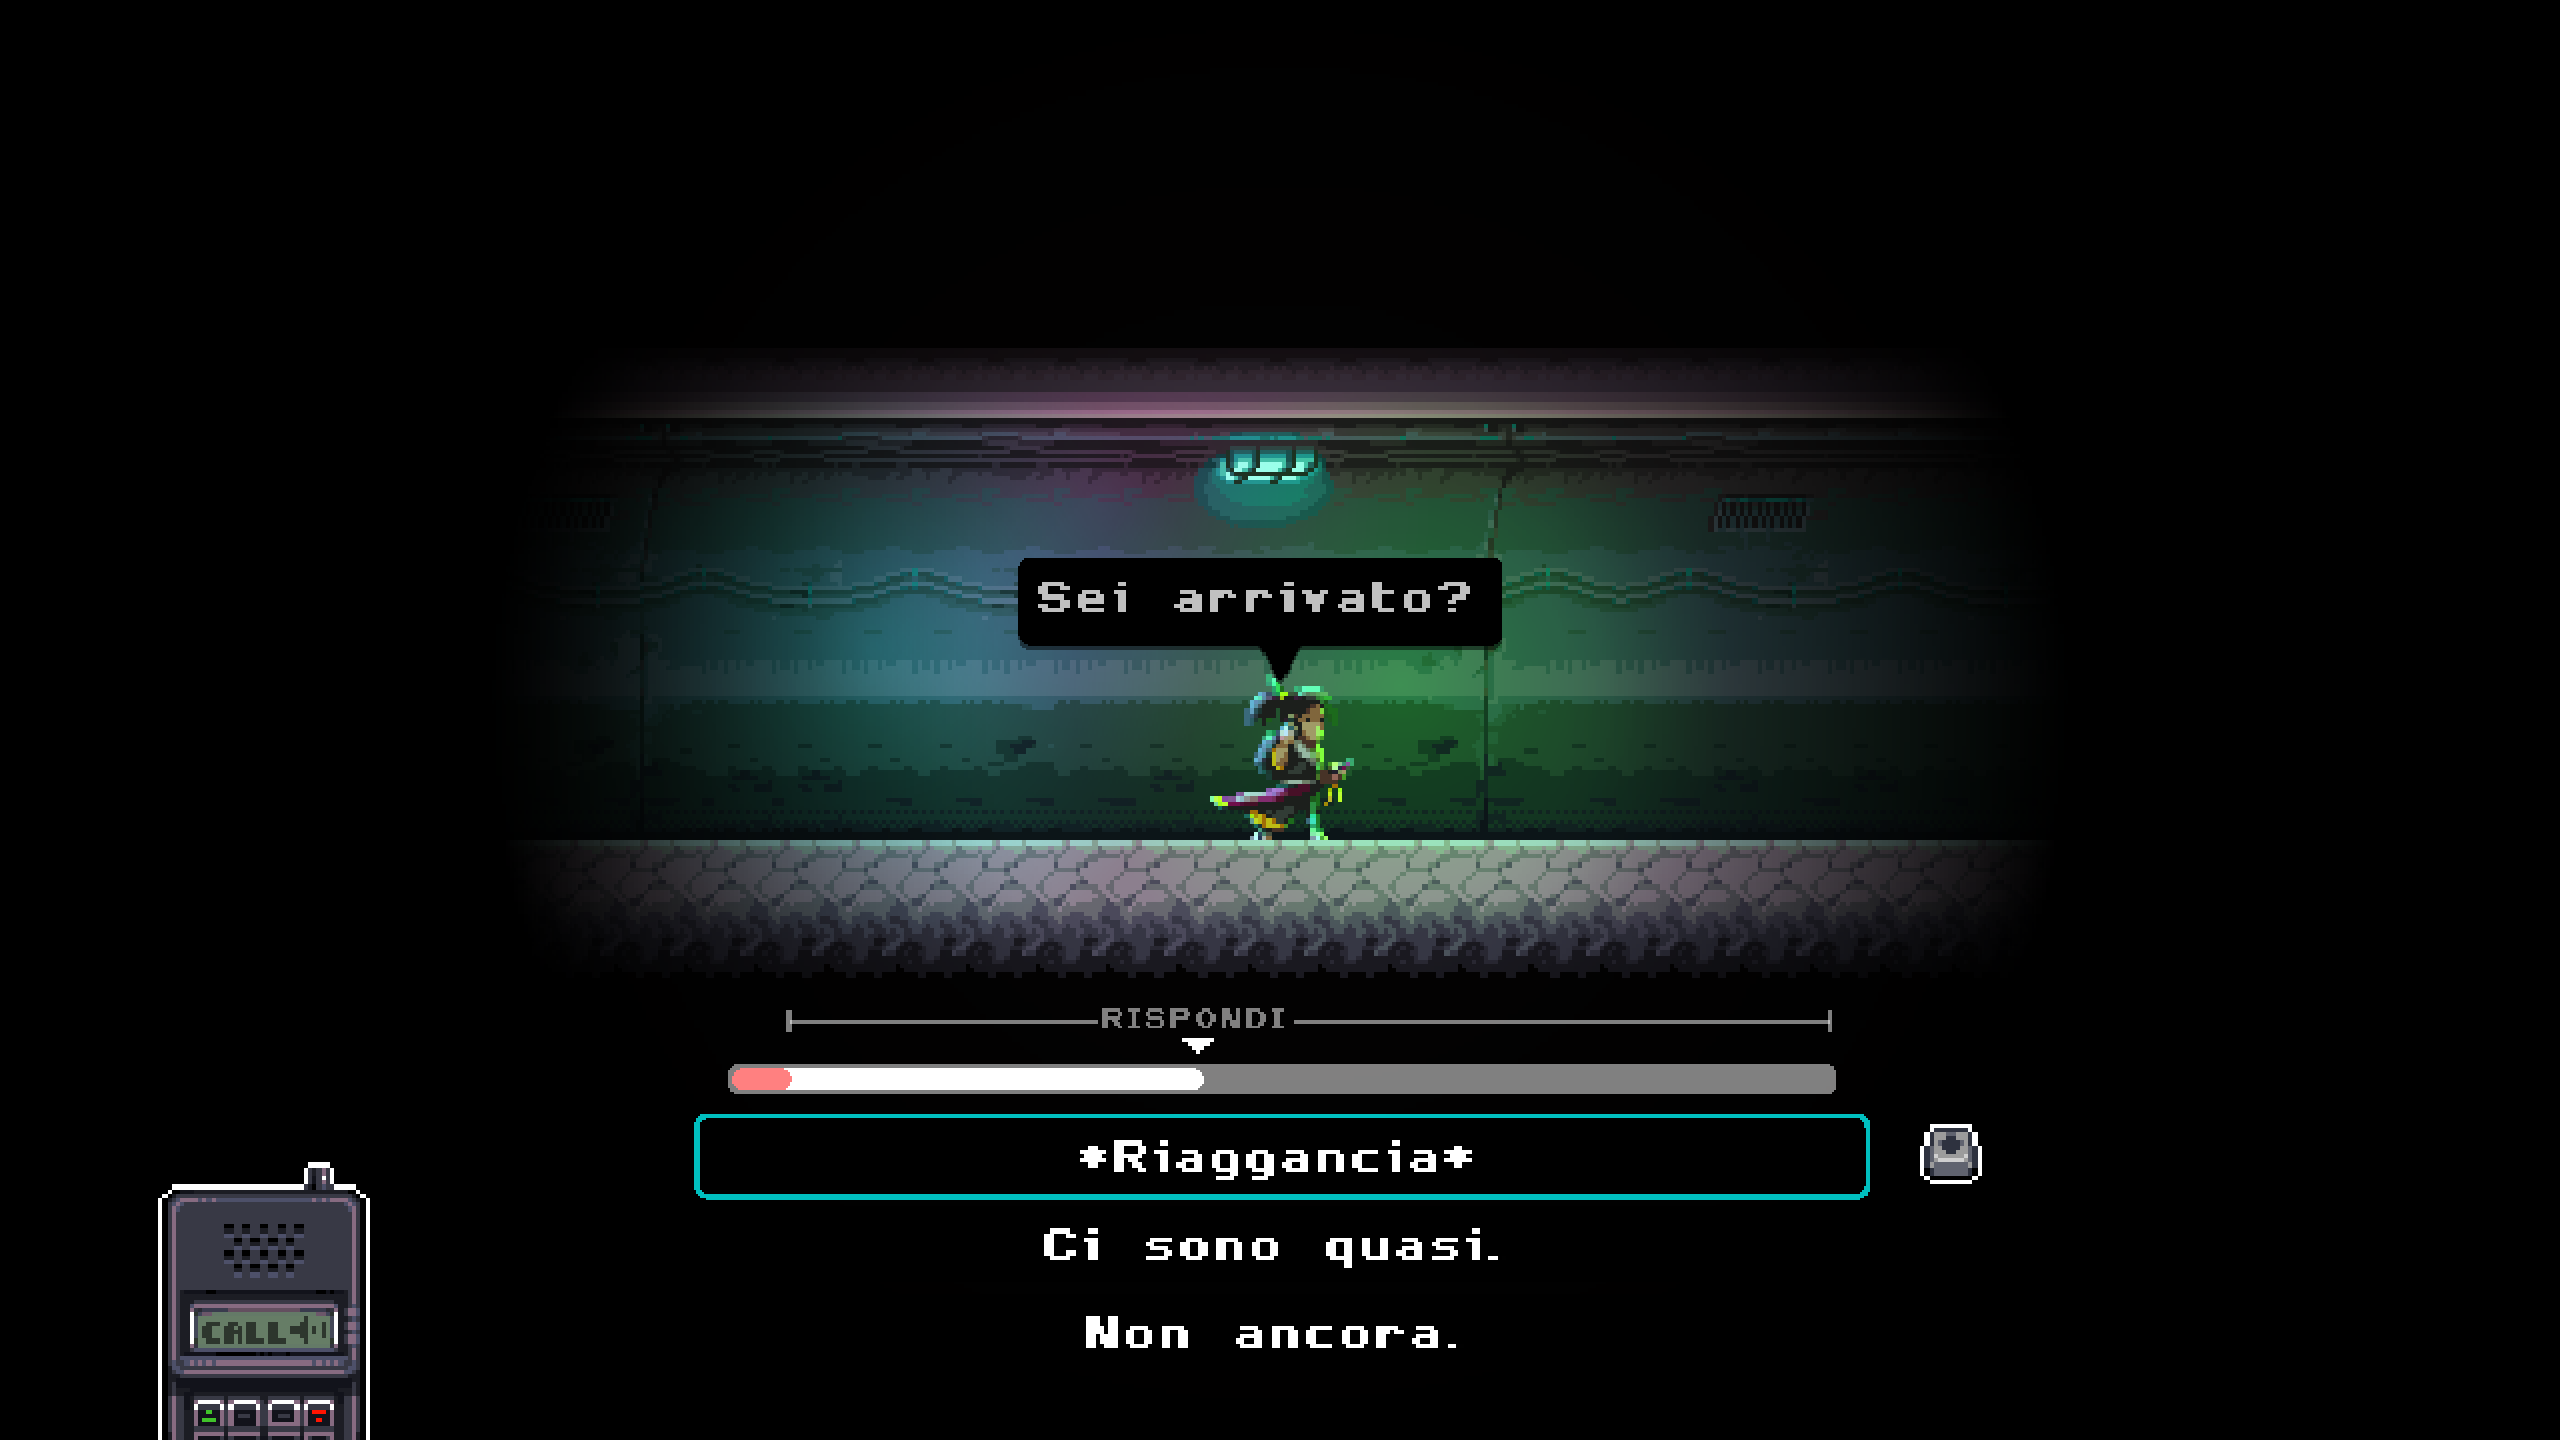 Sei arrivato?
RISPONDI
*Riaggancia*
Ci sono quasi.
Non ancora.
CALL